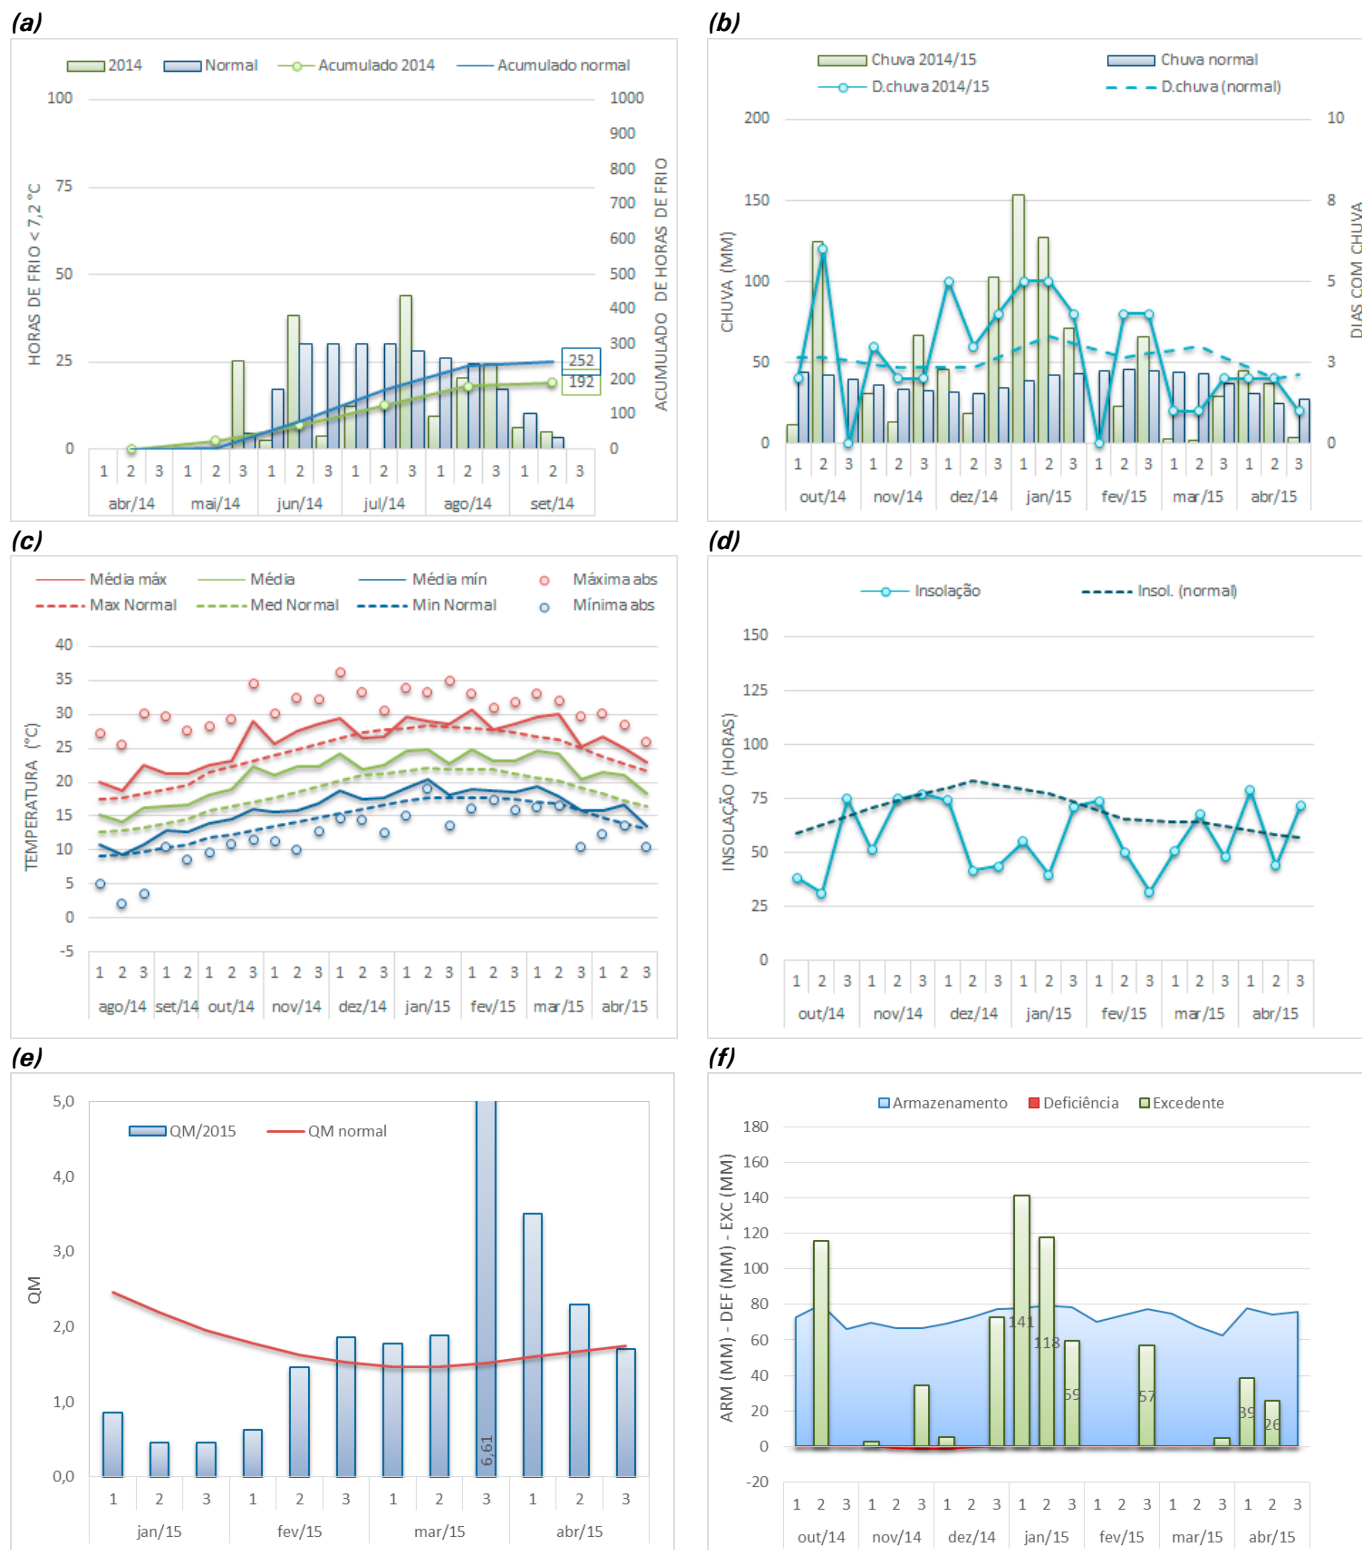 (a)
2014 Normal Acumulado 2014 Acumulado normal
HORAS DE FRIO < 7,2 °C
100
75
50
25
0
1000
900
800
700
600
500
400
300
200
100
0
ACUMULADO DE HORAS DE FRIO
252
192
1 2 3 1 2 3 1 2 3 1 2 3 1 2 3 1 2 3
abr/14 mai/14 jun/14 jul/14 ago/14 set/14
(b)
Chuva 2014/15 Chuva normal
D.chuva 2014/15 D.chuva (normal)
CHUVA (MM)
200
150
100
50
0
10
8
5
3
0
DIAS COM CHUVA
1 2 3 1 2 3 1 2 3 1 2 3 1 2 3 1 2 3 1 2 3
out/14 nov/14 dez/14 jan/15 fev/15 mar/15 abr/15
(c)
Média máx Média Média mín Máxima abs
Max Normal Med Normal Min Normal Mínima abs
TEMPERATURA (°C)
40
35
30
25
20
15
10
5
0
-5
1 2 3 1 2 1 2 3 1 2 3 1 2 3 1 2 3 1 2 3 1 2 3 1 2 3
ago/14 set/14 out/14 nov/14 dez/14 jan/15 fev/15 mar/15 abr/15
(d)
Insolação Insol. (normal)
INSOLAÇÃO (HORAS)
150
125
100
75
50
25
0
1 2 3 1 2 3 1 2 3 1 2 3 1 2 3 1 2 3 1 2 3
out/14 nov/14 dez/14 jan/15 fev/15 mar/15 abr/15
(e)
QM/2015 QM normal
QM
5,0
4,0
3,0
2,0
1,0
0,0
6,61
1 2 3 1 2 3 1 2 3 1 2 3
jan/15 fev/15 mar/15 abr/15
(f)
Armazenamento Deficiência Excedente
ARM (MM) - DEF (MM) - EXC (MM)
180
160
140
120
100
80
60
40
20
0
-20
141
118
59
57
39
26
1 2 3 1 2 3 1 2 3 1 2 3 1 2 3 1 2 3 1 2 3
out/14 nov/14 dez/14 jan/15 fev/15 mar/15 abr/15